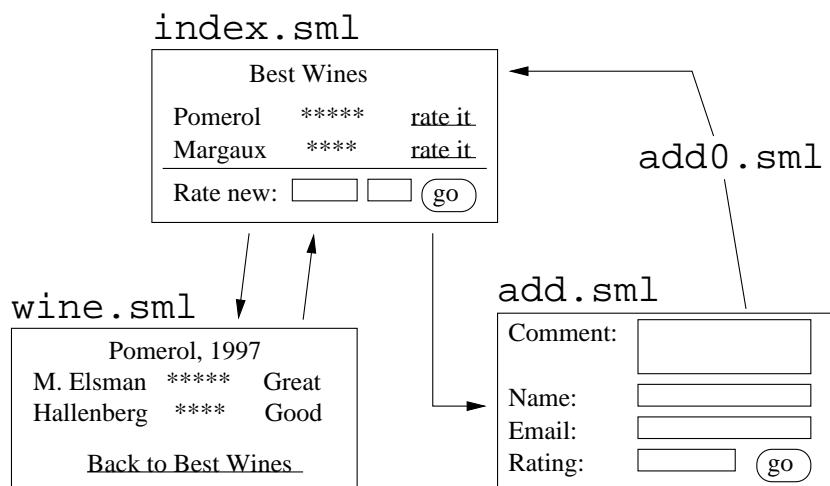 index.sml
Best Wines
Pomerol ***** rate it
Margaux **** rate it
Rate new: go
add0.sml
wine.sml
Pomerol, 1997
M. Elsman ***** Great
Hallenberg **** Good
Back to Best Wines
add.sml
Comment:
Name:
Email:
Rating: go